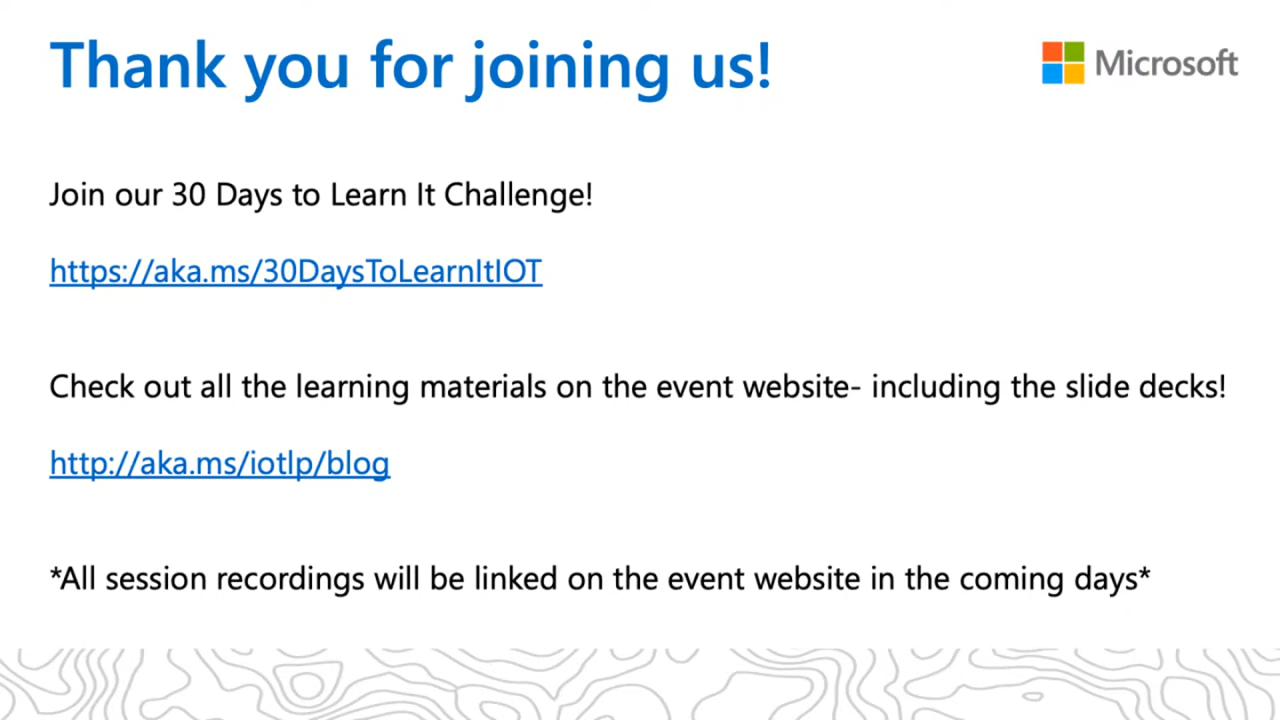 Thank you for joining us!
Microsoft
Join our 30 Days to Learn It Challenge!
https://aka.ms/30DaysToLearnItIOT
Check out all the learning materials on the event website- including the slide decks!
http://aka.ms/iotlp/blog
*All session recordings will be linked on the event website in the coming days*